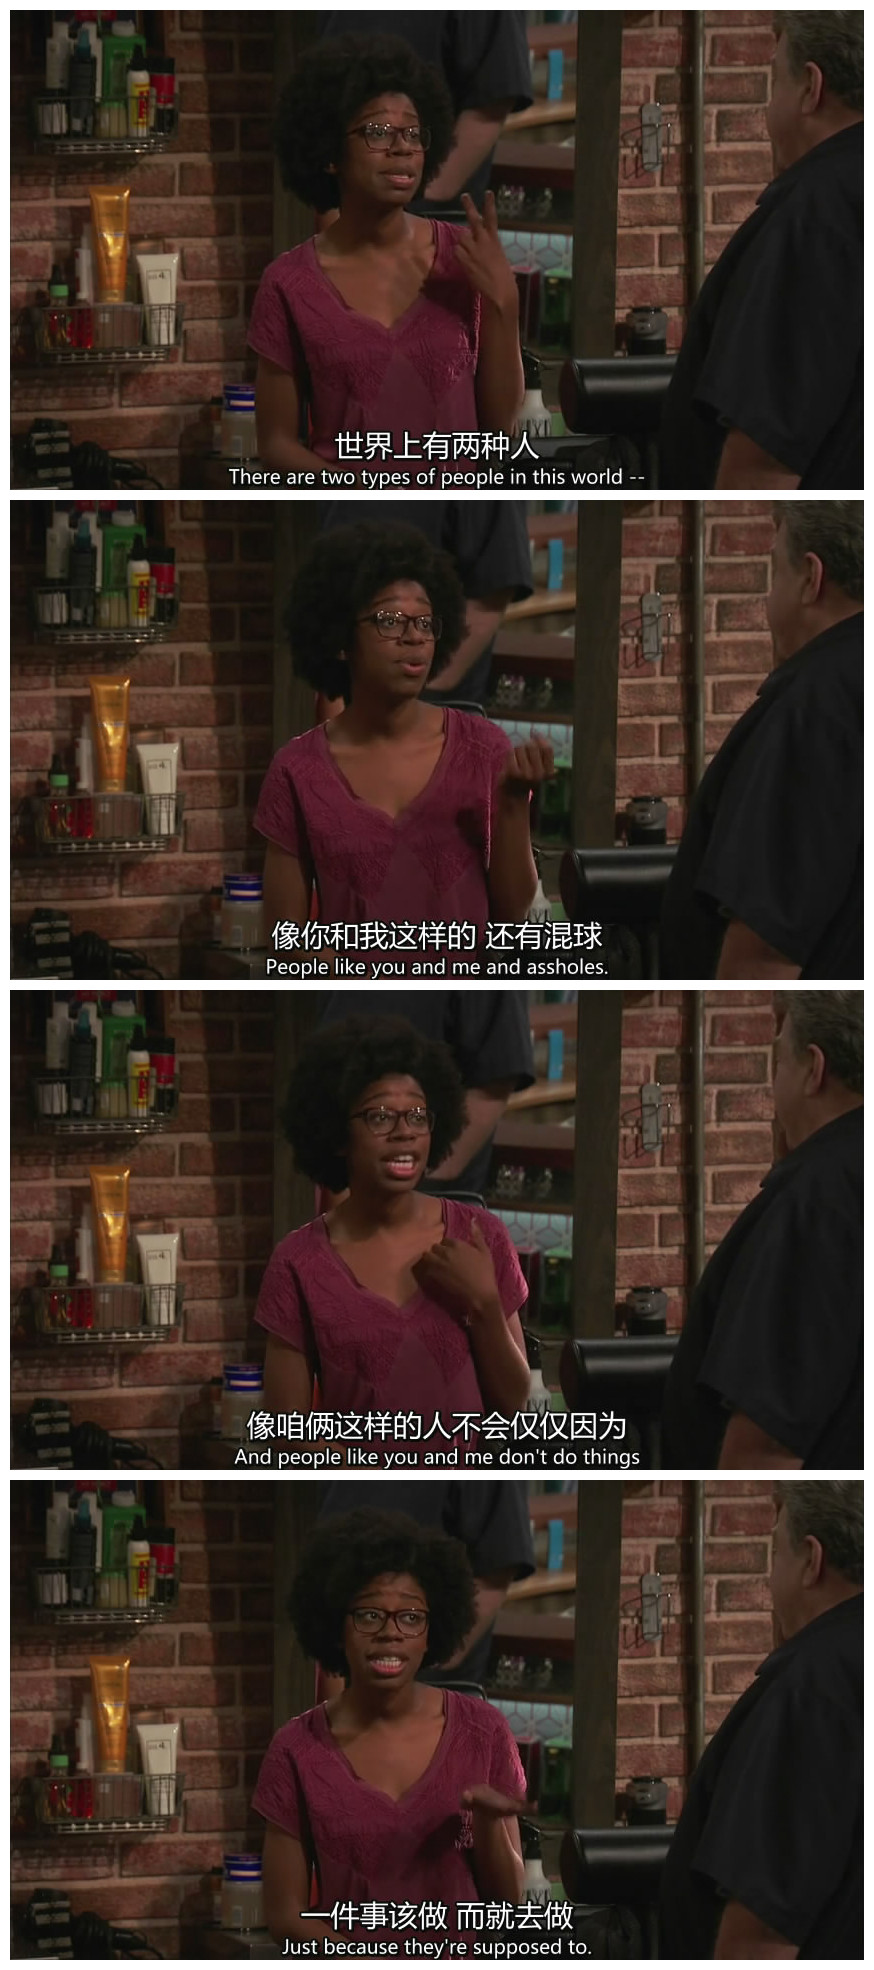 世界上有两种人
There are two types of people in this world --
像你和我这样的 还有混球
People like you and me and assholes.
像咱俩这样的人不会仅仅因为
And people like you and me don't do things
一件事该做 而就去做
Just because they're supposed to.